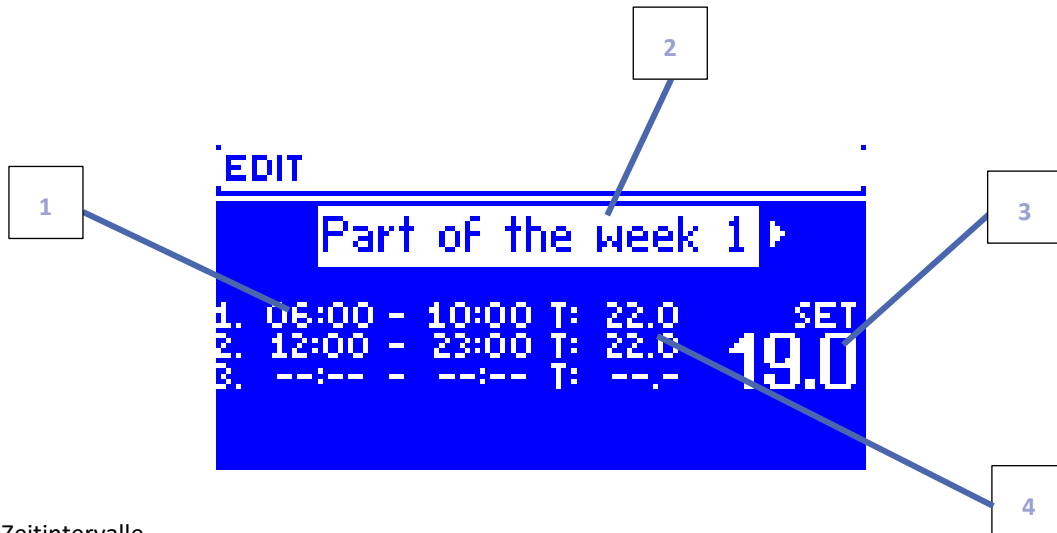 2
EDIT
1
3
Part of the week 1
1. 06:00 - 10:00 T: 22.0 SET
2. 12:00 - 23:00 T: 22.0 19.0
3. --:-- - --:-- T: --.-
4
Zeitintervalle